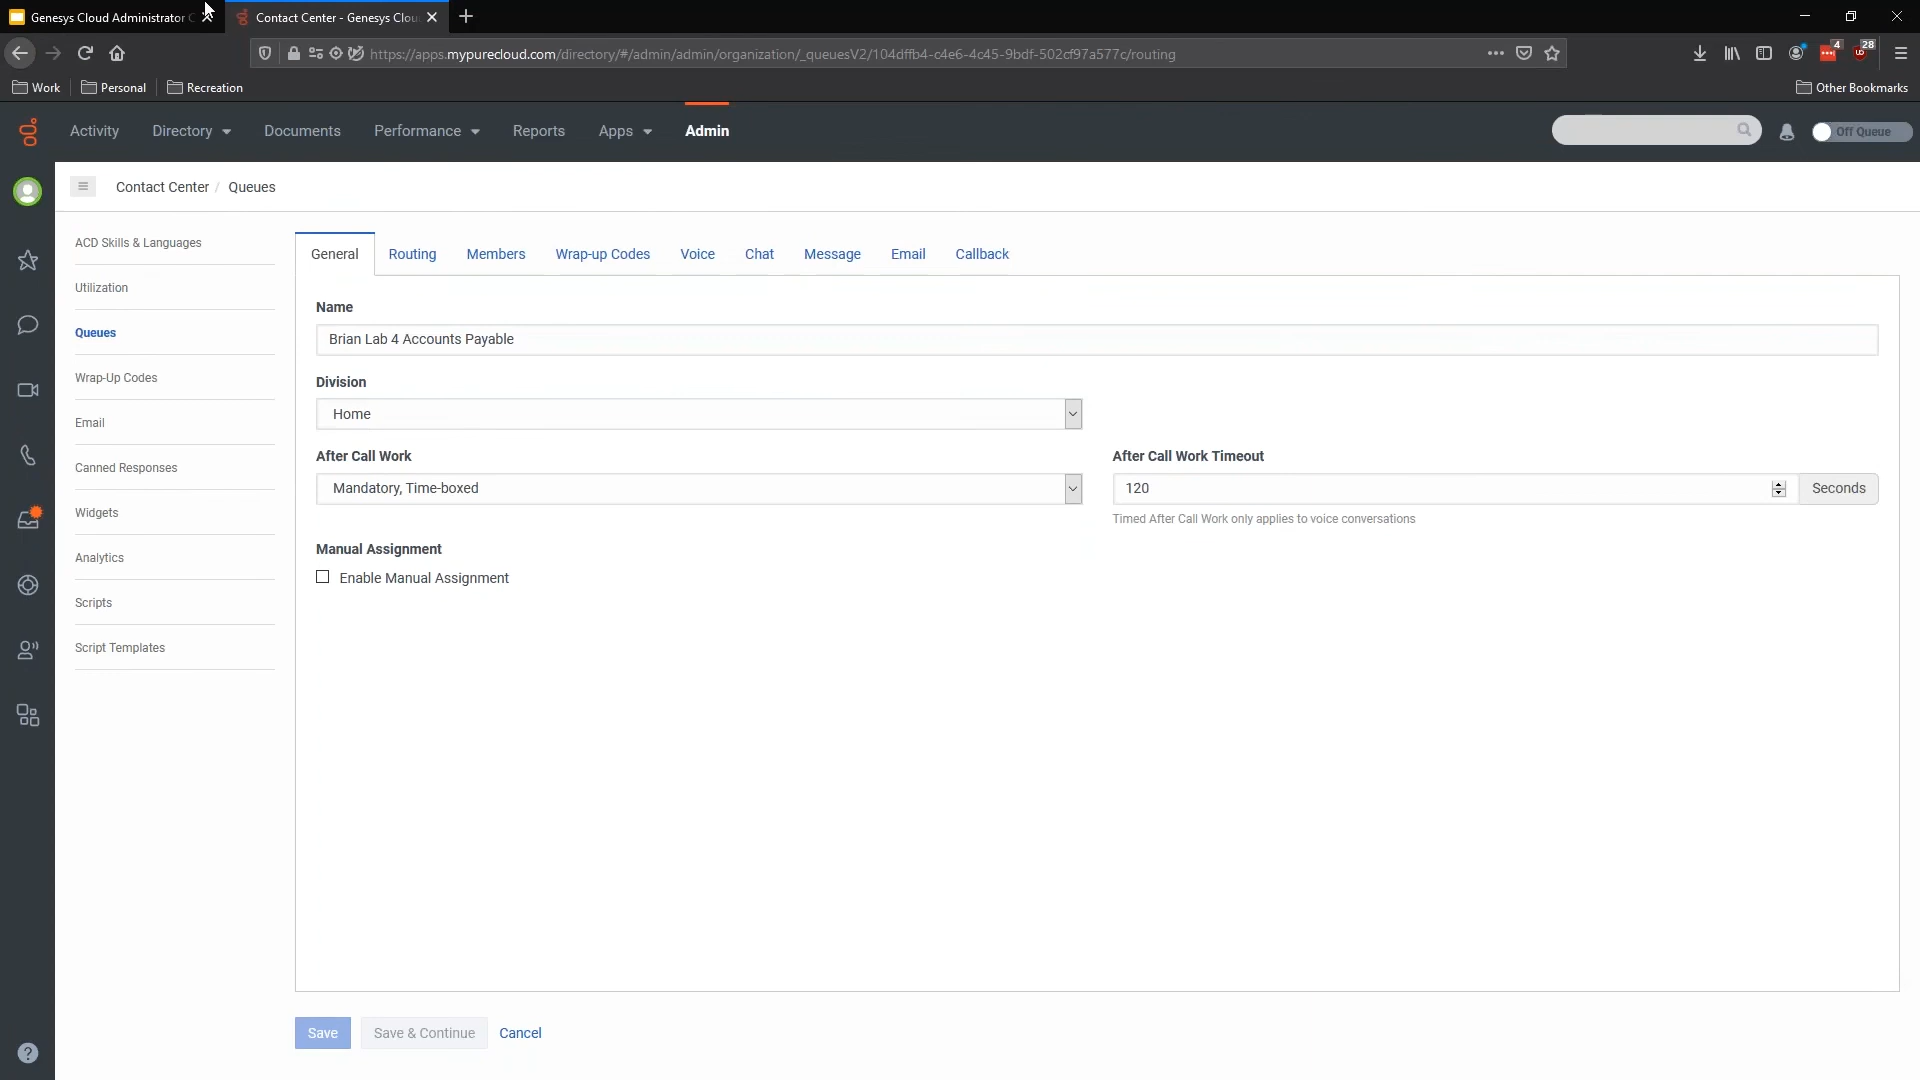 Genesys Cloud Administrator
Contact Center - Genesys Clou
https://apps.mypurecloud.com/directory/#/admin/admin/organization/_queuesV2/104dffb4-c4e6-4c45-9bdf-502cf97a577c/routing
4
28
Work
Personal
Recreation
Other Bookmarks
Activity
Directory
Documents
Performance
Reports
Apps
Admin
Off Queue
Contact Center / Queues
ACD Skills & Languages
Utilization
Queues
Wrap-Up Codes
Email
Canned Responses
Widgets
Analytics
Scripts
Script Templates
General
Routing
Members
Wrap-up Codes
Voice
Chat
Message
Email
Callback
Name
Brian Lab 4 Accounts Payable
Division
Home
After Call Work
Mandatory, Time-boxed
After Call Work Timeout
120
Seconds
Timed After Call Work only applies to voice conversations
Manual Assignment
Enable Manual Assignment
Save
Save & Continue
Cancel